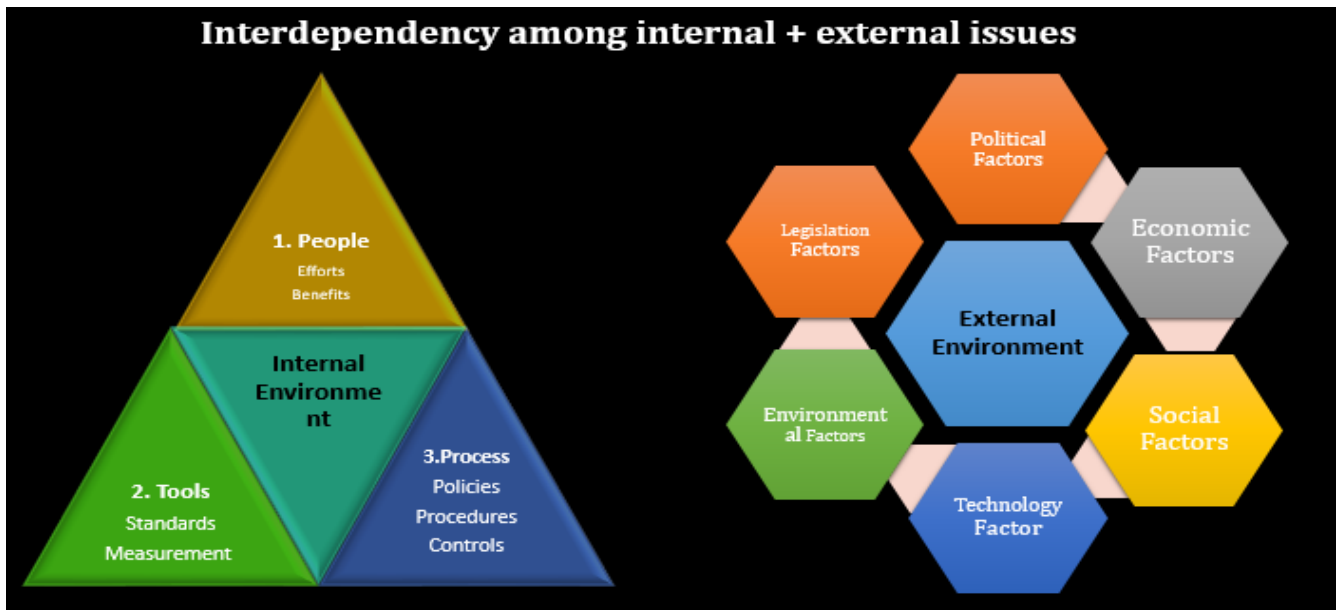 Interdependency among internal + external issues
1. People
Efforts
Benefits
Internal
Environme
nt
2. Tools
Standards
Measurement
3.Process
Policies
Procedures
Controls
Political
Factors
Economic
Factors
Social
Factors
Technology
Factor
Environment
al Factors
Legislation
Factors
External
Environment